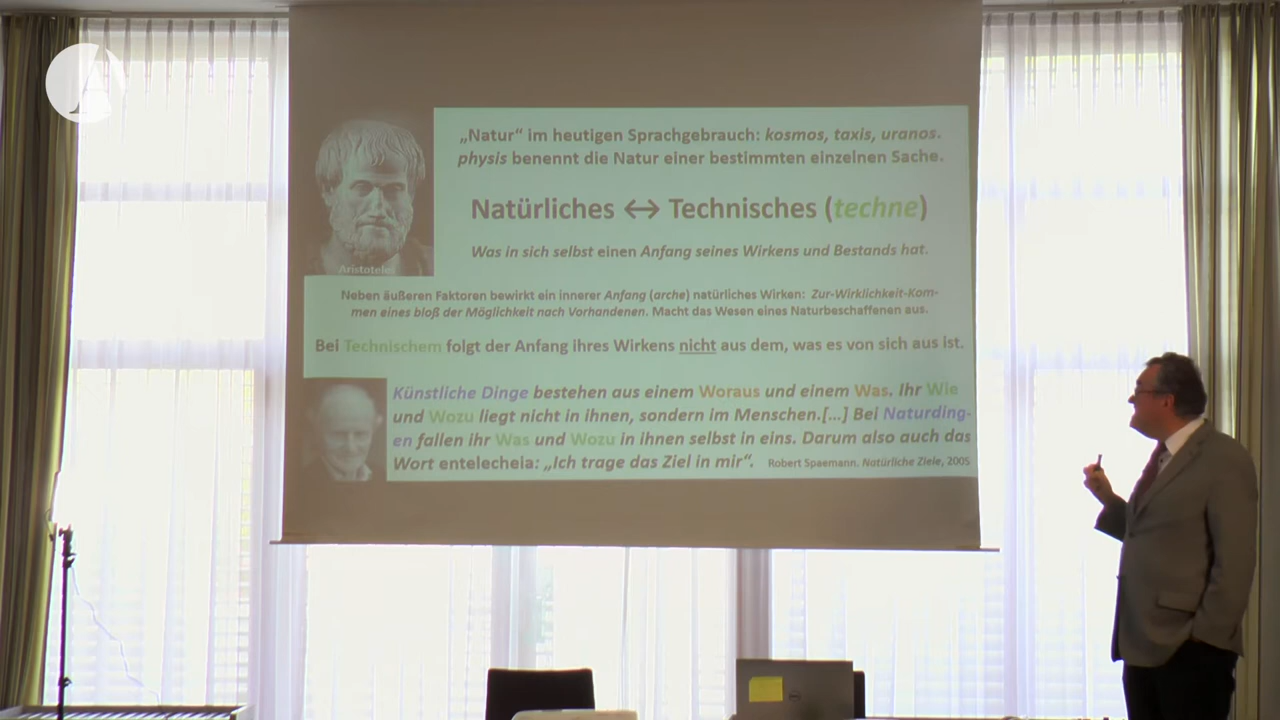 „Natur“ im heutigen Sprachgebrauch: kosmos, taxis, uranos.
physis benennt die Natur einer bestimmten einzelnen Sache.
Natürliches ↔ Technisches (techne)
Was in sich selbst einen Anfang seines Wirkens und Bestands hat.
Aristoteles
Neben äußeren Faktoren bewirkt ein innerer Anfang (arche) natürliches Wirken: Zur-Wirklichkeit-Kom-
men eines bloß der Möglichkeit nach Vorhandenen. Macht das Wesen eines Naturbeschaffenen aus.
Bei Technischem folgt der Anfang ihres Wirkens nicht aus dem, was es von sich aus ist.
Künstliche Dinge bestehen aus einem Woraus und einem Was. Ihr Wie
und Wozu liegt nicht in ihnen, sondern im Menschen.[...] Bei Naturding-
en fallen ihr Was und Wozu in ihnen selbst in eins. Darum also auch das
Wort entelecheia: „Ich trage das Ziel in mir“. Robert Spaemann. Natürliche Ziele, 2005
A
DELL